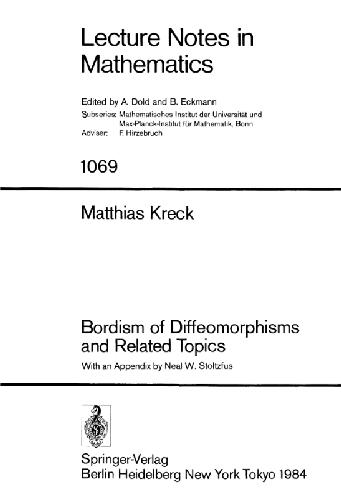 Lecture Notes in
Mathematics
Edited by A. Dold and B. Eckmann
Subseries: Mathematisches Institut der Universität und
Max-Planck-Institut für Mathematik, Bonn
Adviser: F. Hirzebruch
1069
Matthias Kreck
Bordism of Diffeomorphisms
and Related Topics
With an Appendix by Neal W. Stoltzfus
Springer-Verlag
Berlin Heidelberg New York Tokyo 1984